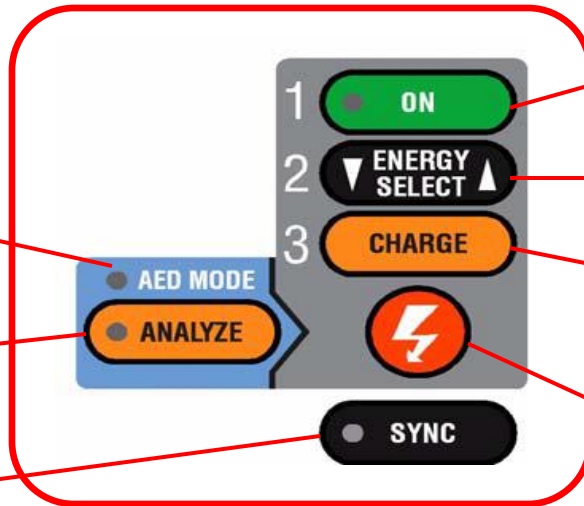 1 ON
2 ENERGY
SELECT
3 CHARGE
AED MODE
ANALYZE
SYNC